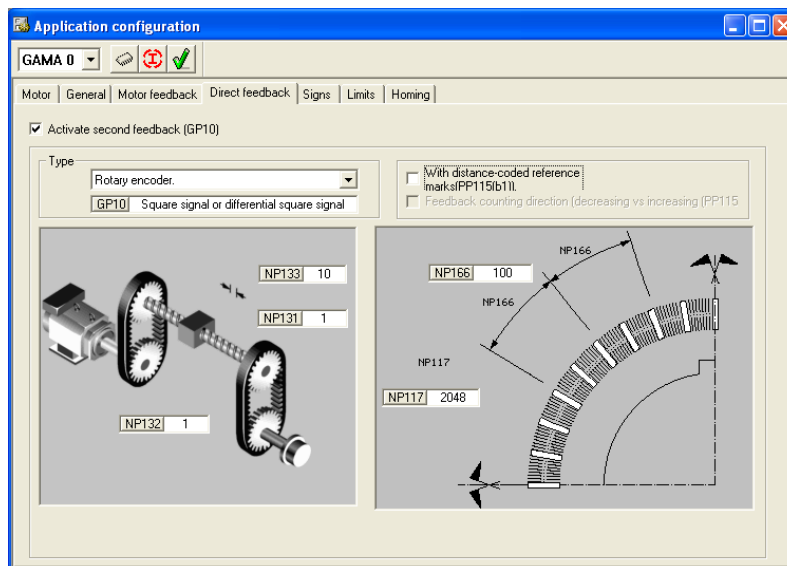 Application configuration
GAMA 0
Motor General Motor feedback Direct feedback Signs Limits Homing
Activate second feedback (GP10)
Type
Rotary encoder.
GP10 Square signal or differential square signal
With distance-coded reference
marks(PP115(b1)).
Feedback counting direction (decreasing vs increasing (PP115
NP133 10
NP131 1
NP132 1
NP166
NP166 100
NP166
NP117
NP117 2048